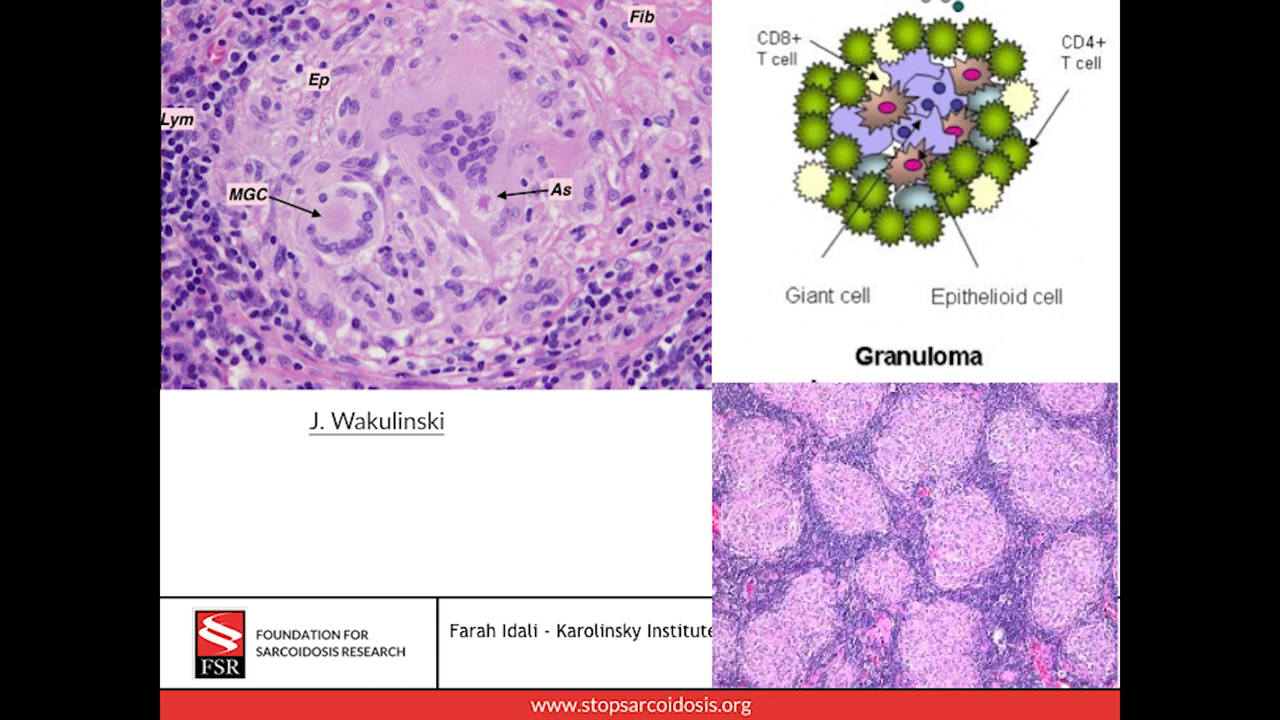 Fib
Ep
Lym
MGC
As
CD8+
T cell
CD4+
T cell
Giant cell
Epithelioid cell
Granuloma
J. Wakulinski
FSR
FOUNDATION FOR
SARCOIDOSIS RESEARCH
Farah Idali - Karolinsky Institute
www.stopsarcoidosis.org